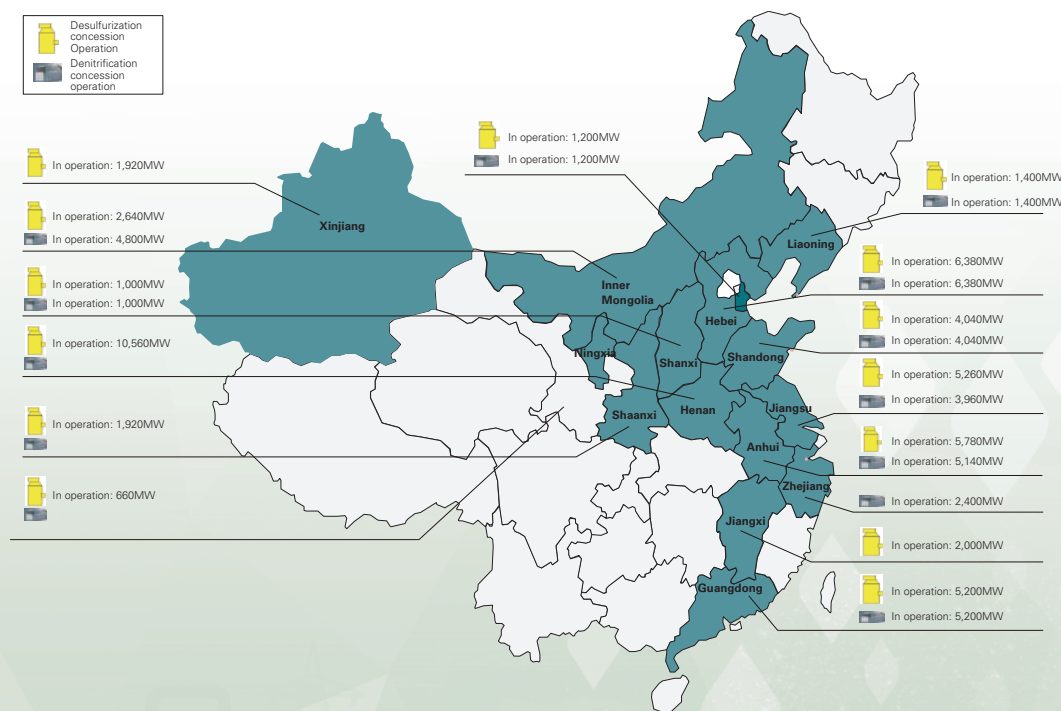 Desulfurization
concession
Operation
Denitrification
concession
operation
In operation: 1,920MW
In operation: 2,640MW
In operation: 4,800MW
In operation: 1,000MW
In operation: 1,000MW
In operation: 10,560MW
In operation: 1,920MW
In operation: 660MW
In operation: 1,200MW
In operation: 1,200MW
In operation: 1,400MW
In operation: 1,400MW
In operation: 6,380MW
In operation: 6,380MW
In operation: 4,040MW
In operation: 4,040MW
In operation: 5,260MW
In operation: 3,960MW
In operation: 5,780MW
In operation: 5,140MW
In operation: 2,400MW
In operation: 2,000MW
In operation: 5,200MW
In operation: 5,200MW
Xinjiang
Inner
Mongolia
Liaoning
Hebei
Ningxia
Shanxi
Shandong
Shaanxi
Henan
Jiangsu
Anhui
Zhejiang
Jiangxi
Guangdong